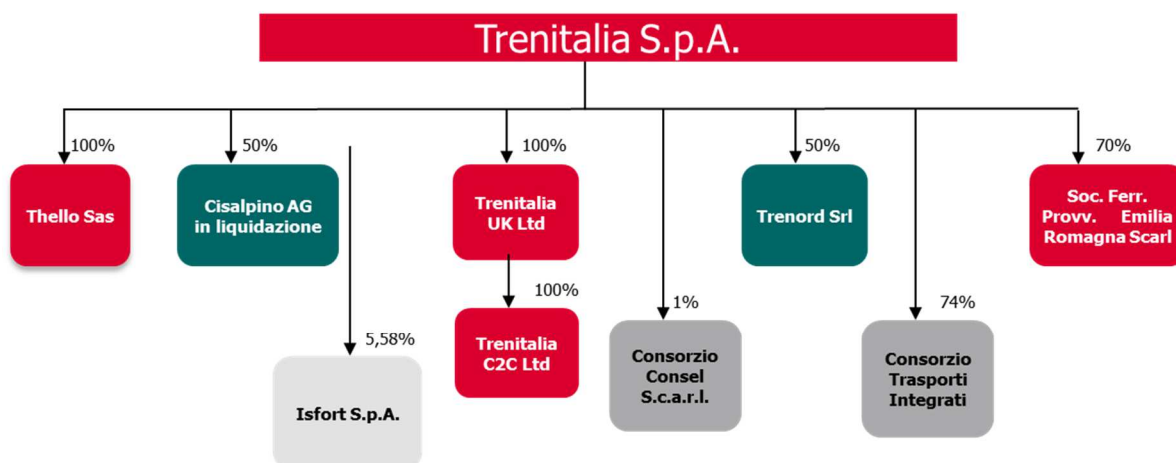 Trenitalia S.p.A.
100%
50%
100%
50%
70%
Thello Sas
Cisalpino AG
in liquidazione
Trenitalia
UK Ltd
Trenord Srl
Soc. Ferr.
Provv. Emilia
Romagna Scarl
100%
1%
74%
5,58%
Trenitalia
C2C Ltd
Consorzio
Consel
S.c.a.r.l.
Consorzio
Trasporti
Integrati
Isfort S.p.A.